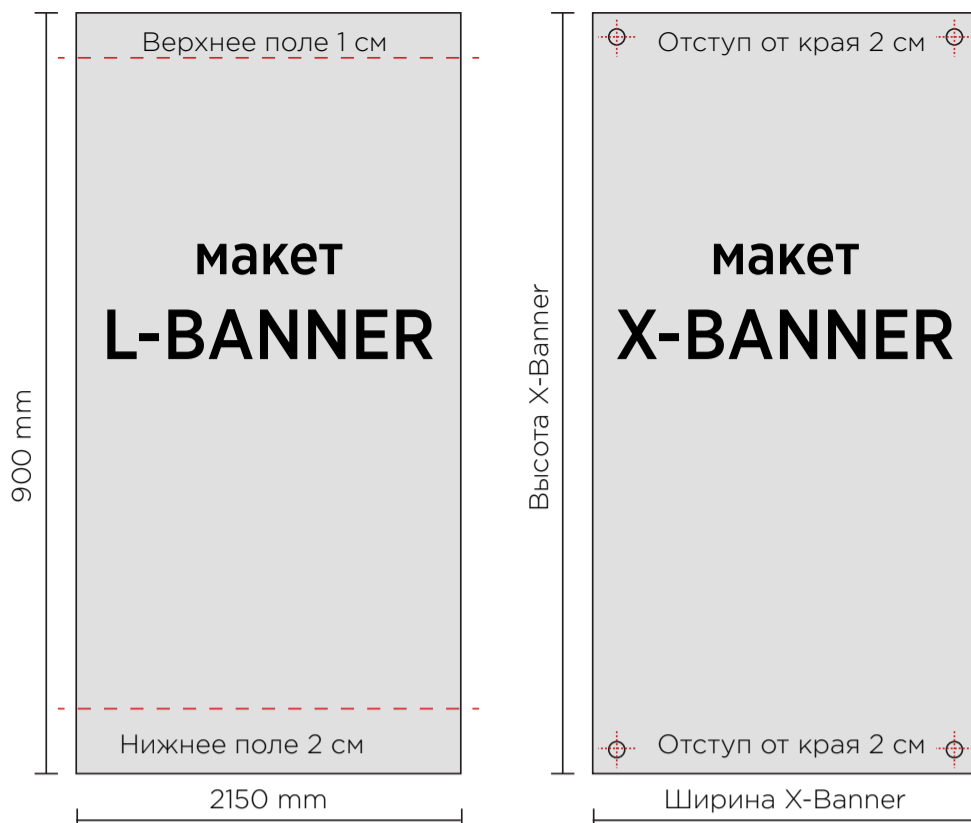 Верхнее поле 1 см
макет
L-BANNER
900 mm
Нижнее поле 2 см
2150 mm
Отступ от края 2 см
макет
X-BANNER
Высота X-Banner
Отступ от края 2 см
Ширина X-Banner